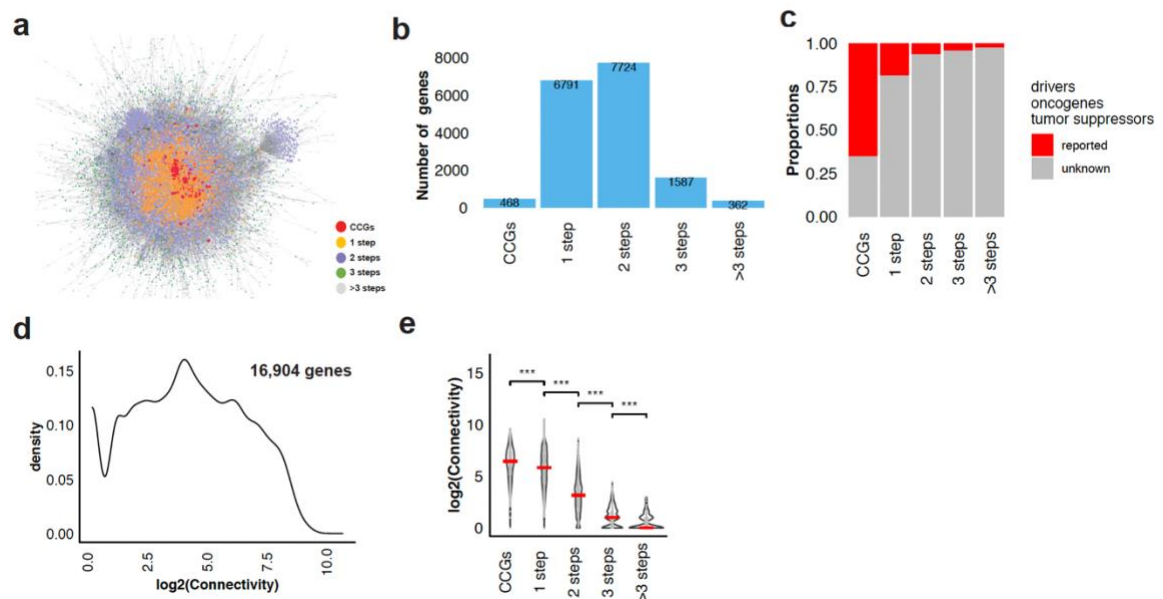 a
CCGs
1 step
2 steps
3 steps
>3 steps
b
Number of genes
8000
6000
4000
2000
0
468
6791
7724
1587
362
CCGs
1 step
2 steps
3 steps
>3 steps
c
Proportions
1.00
0.75
0.50
0.25
0.00
CCGs
1 step
2 steps
3 steps
>3 steps
drivers
oncogenes
tumor suppressors
reported
unknown
d
density
0.15
0.10
0.05
0.00
16,904 genes
0.0
2.5
5.0
7.5
10.0
log2(Connectivity)
e
log2(Connectivity)
15
10
5
0
***
***
***
***
CCGs
1 step
2 steps
3 steps
>3 steps